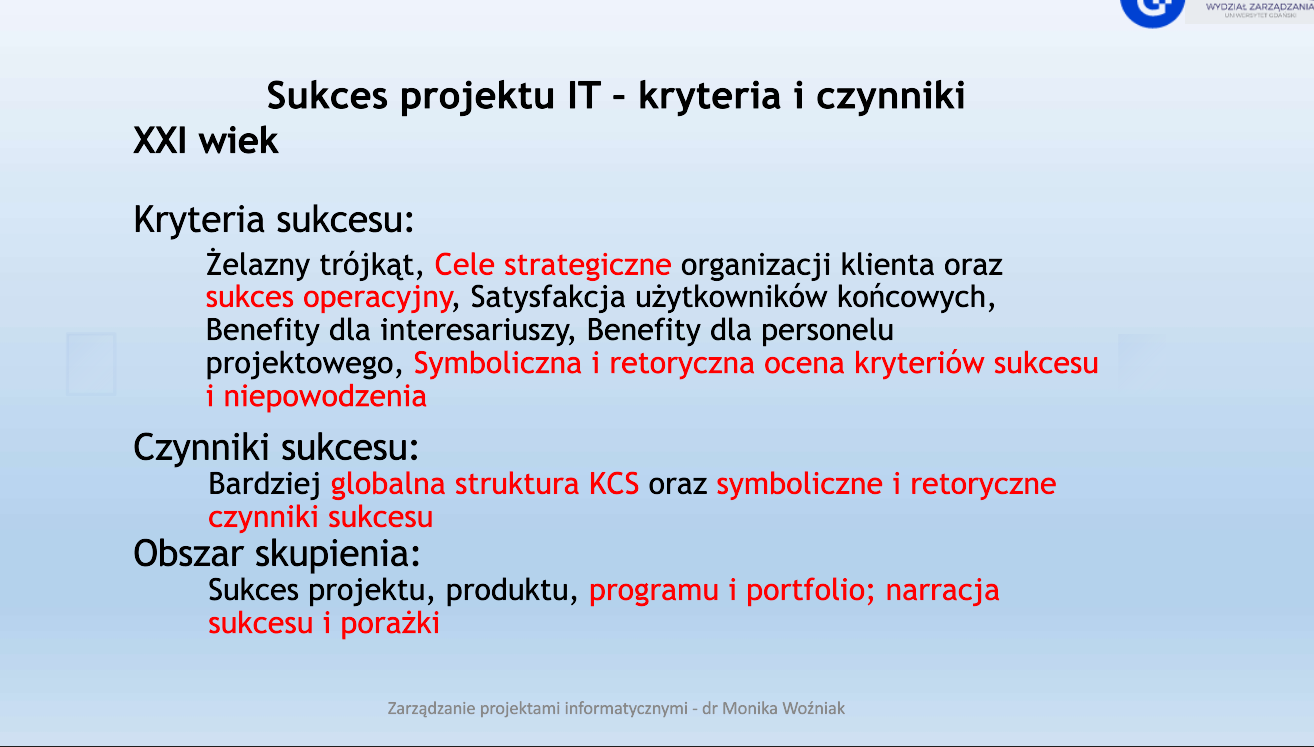 WYDZIAŁ ZARZĄDZANIA
UNIWERSYTET GDAŃSKI
Sukces projektu IT – kryteria i czynniki
XXI wiek
Kryteria sukcesu:
Żelazny trójkąt, Cele strategiczne organizacji klienta oraz
sukces operacyjny, Satysfakcja użytkowników końcowych,
Benefity dla interesariuszy, Benefity dla personelu
projektowego, Symboliczna i retoryczna ocena kryteriów sukcesu
i niepowodzenia
Czynniki sukcesu:
Bardziej globalna struktura KCS oraz symboliczne i retoryczne
czynniki sukcesu
Obszar skupienia:
Sukces projektu, produktu, programu i portfolio; narracja
sukcesu i porażki
Zarządzanie projektami informatycznymi - dr Monika Woźniak